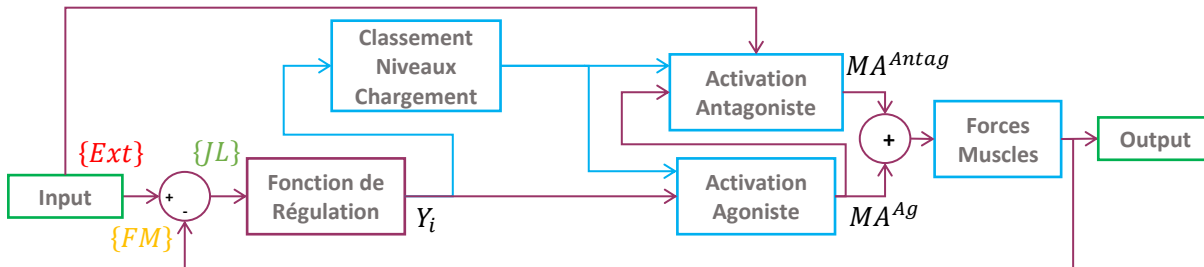 Classement
Niveaux
Chargement
Activation
Antagoniste
MA^{Antag}
{Ext}
{JL}
Input
+
-
Fonction de
Régulation
Y_i
{FM}
Activation
Agoniste
MA^{Ag}
+
Forces
Muscles
Output